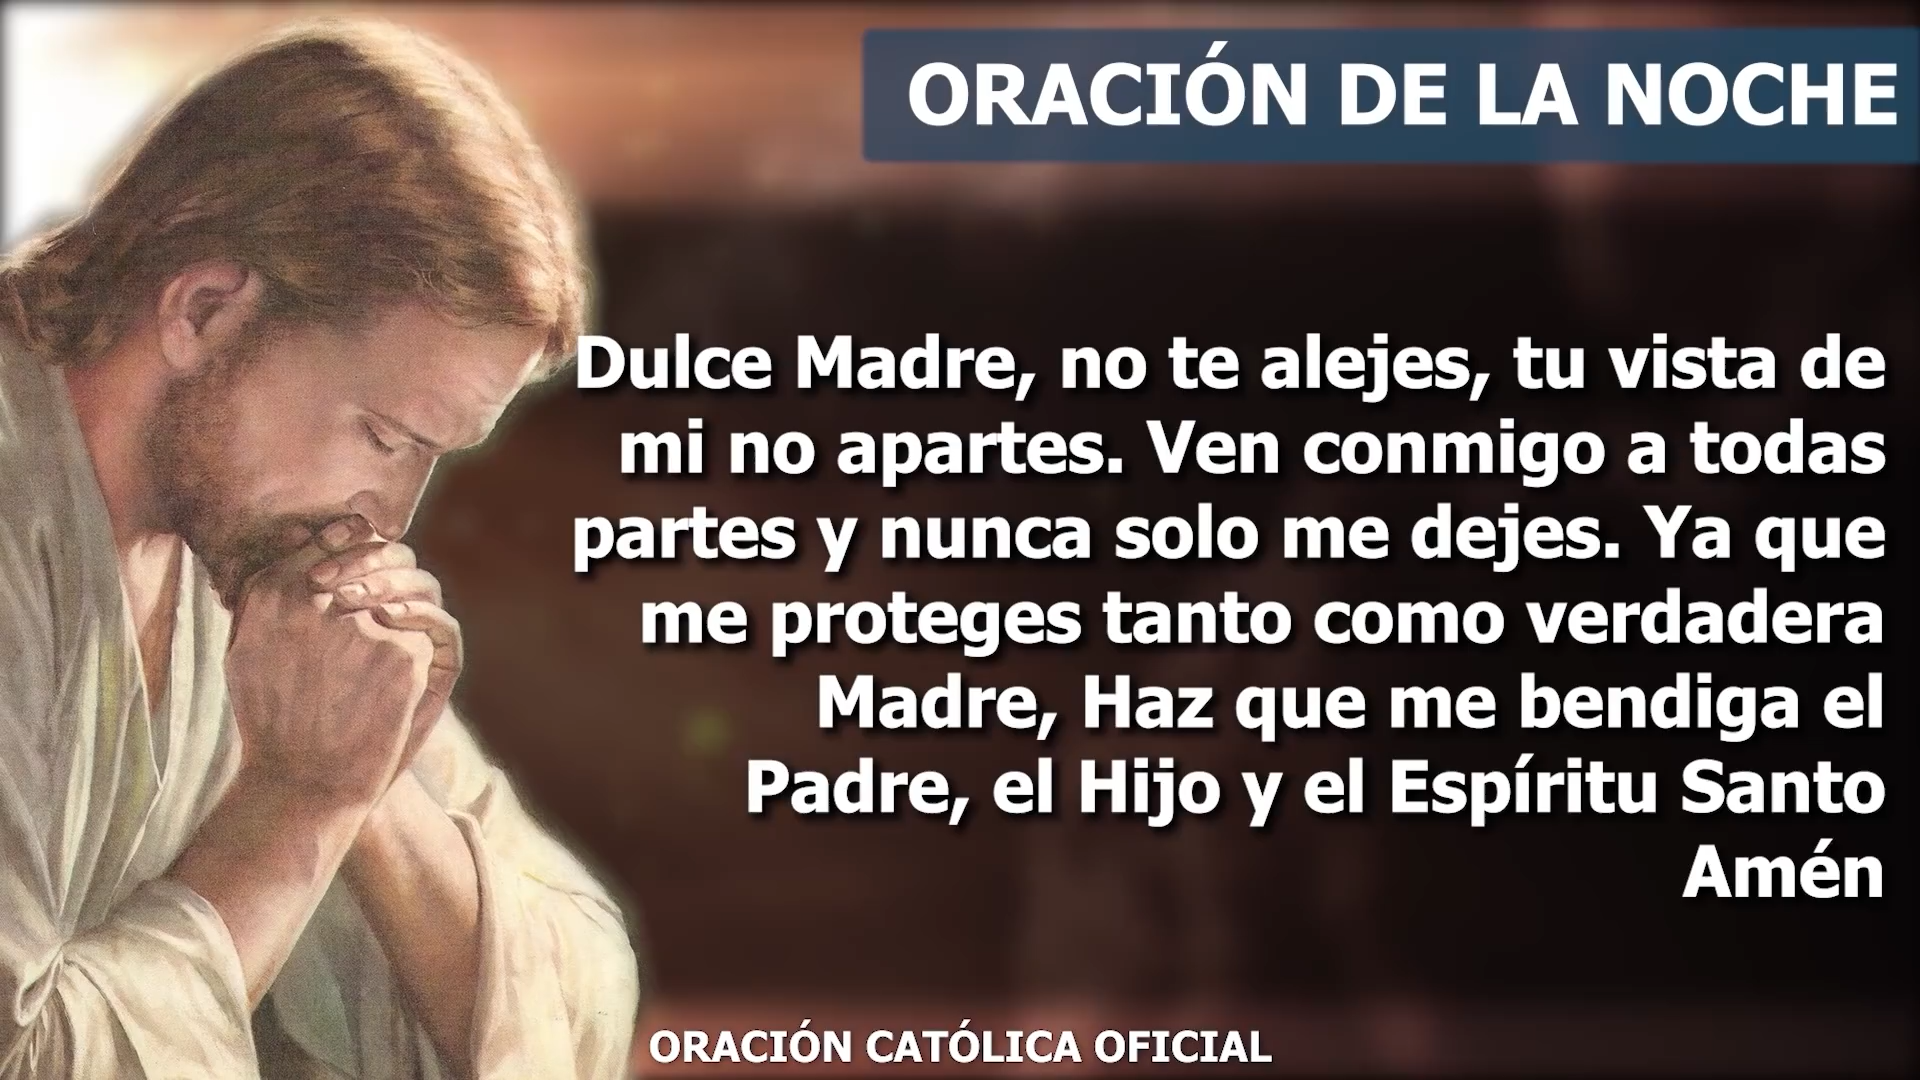 ORACIÓN DE LA NOCHE
Dulce Madre, no te alejes, tu vista de
mi no apartes. Ven conmigo a todas
partes y nunca solo me dejes. Ya que
me proteges tanto como verdadera
Madre, Haz que me bendiga el
Padre, el Hijo y el Espíritu Santo
Amén
ORACIÓN CATÓLICA OFICIAL